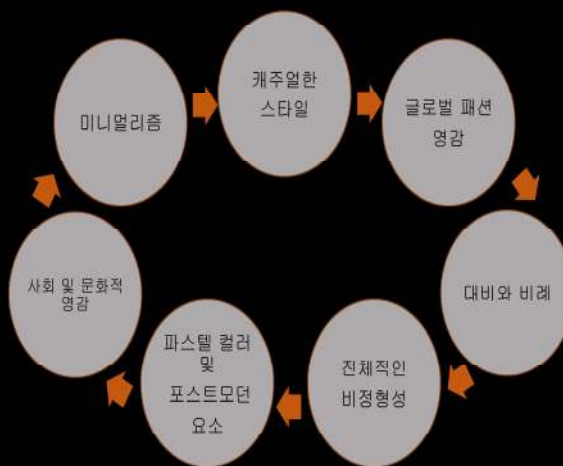 미니멀리즘
캐주얼한
스타일
글로벌 패션
영감
대비와 비례
진체직인
비정형성
파스텔 컬러
및
포스트모던
요소
사회 및 문화적
영감